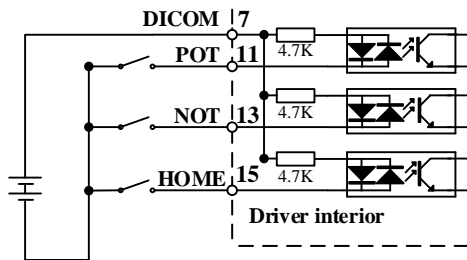 DICOM 7
4.7K
POT 11
NOT 13
4.7K
HOME 15
4.7K
Driver interior